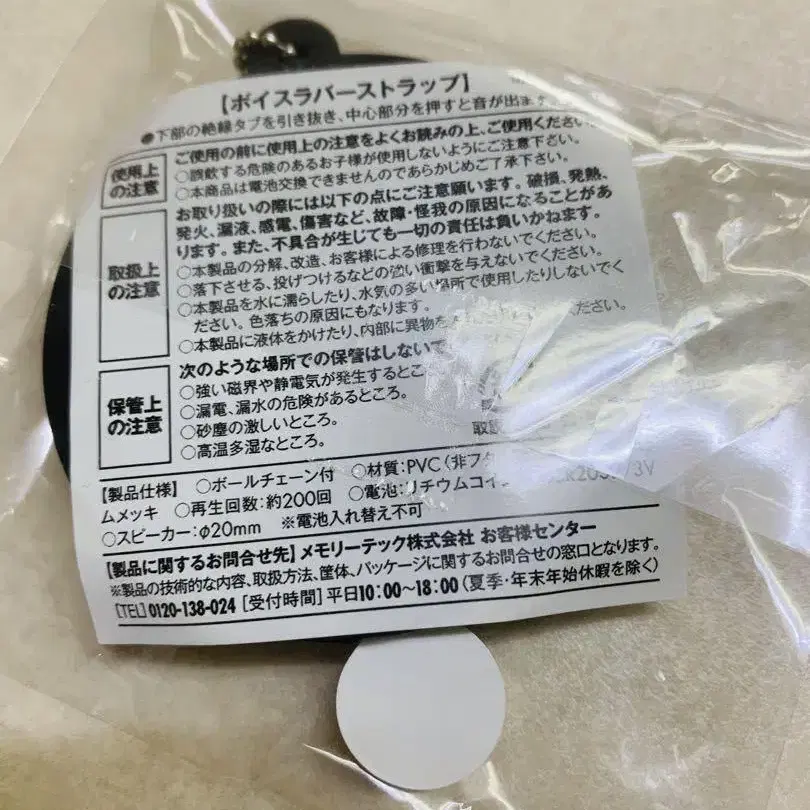 【ボイスラバーストラップ】
●下部の絶縁タブを引き抜き、中心部分を押すと音が出ま
使用上の注意
ご使用の前に使用上の注意をよくお読みの上、ご使用ください
○誤飲する危険のあるお子様が使用しないようにご注意下さい。
○本商品は電池交換できませんのであらかじめご了承下さい。
取扱上の注意
お取り扱いの際には以下の点にご注意願います。破損、発熱、
発火、漏液、感電、傷害など、故障・怪我の原因になることがあ
ります。また、不具合が生じても一切の責任は負いかねます。
○本製品の分解、改造、お客様による修理を行わないでください。
○落下させる、投げつけるなどの強い衝撃を与えないでください。
○本製品を水に濡らしたり、水気の多い場所で使用したりしないでく
ださい。色落ちの原因にもなります。
○本製品に液体をかけたり、内部に異物を ください。
保管上の注意
次のような場所での保管はしないで
○強い磁界や静電気が発生するとこ
○漏電、漏水の危険があるところ。
○砂塵の激しいところ。
○高温多湿なところ。
取扱
【製品仕様】 ○ボールチェーン付 ○材質:PVC(非フタ
ムメッキ ○再生回数:約200回 ○電池:リチウムコイ /3V
○スピーカー:φ20mm ※電池入れ替え不可
【製品に関するお問合せ先】メモリーテック株式会社 お客様センター
※製品の技術的な内容、取扱方法、筐体、パッケージに関するお問合せの窓口となります。
[TEL]0120-138-024 [受付時間]平日10:00~18:00(夏季・年末年始休暇を除く)